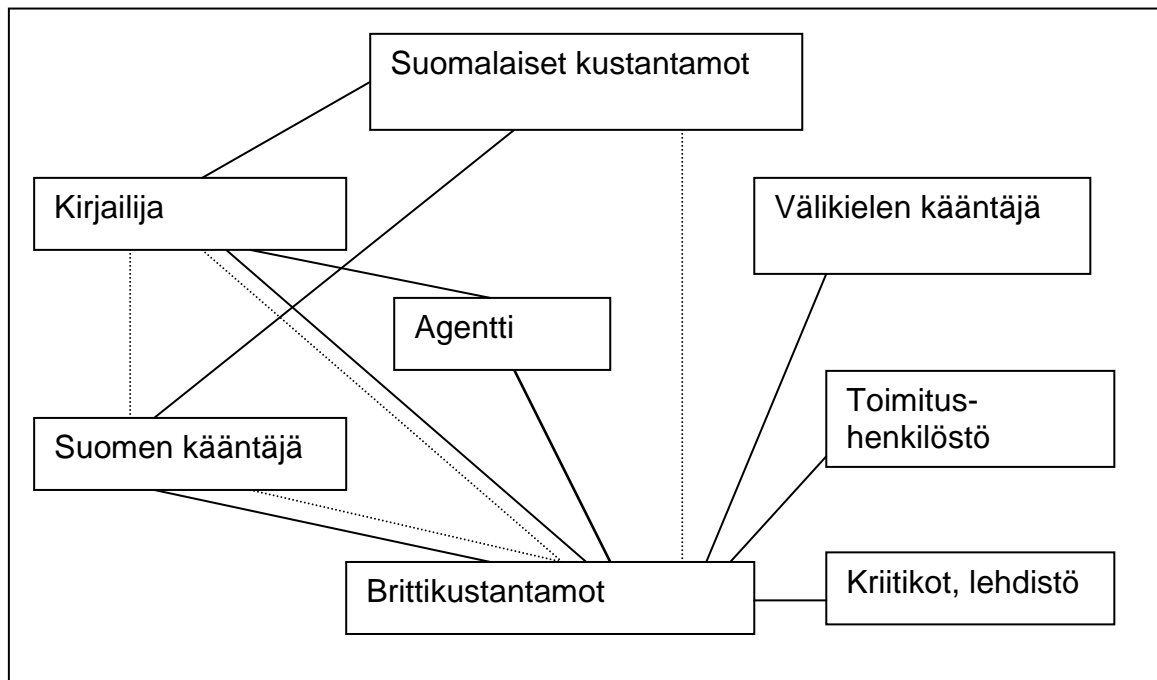 Suomalaiset kustantamot
Kirjailija
Välikielen kääntäjä
Agentti
Toimitus-
henkilöstö
Suomen kääntäjä
Brittikustantamot
Kriitikot, lehdistö